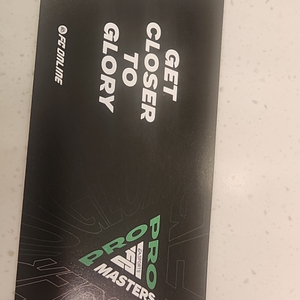 GET
CLOSER
TO
GLORY
FC ONLINE
PRO
PRO
MASTERS